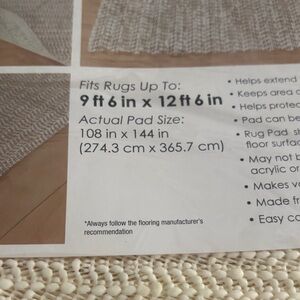 Fits Rugs Up To:
9 ft 6 in x 12 ft 6 in
Actual Pad Size:
108 in x 144 in
(274.3 cm x 365.7 cm)
*Always follow the flooring manufacturer's
recommendation
• Helps extend
• Keeps area
• Helps protec
• Pad can be
• Rug Pad
floor surfac
• May not b
acrylic or
• Makes v
• Made fr
• Easy ca